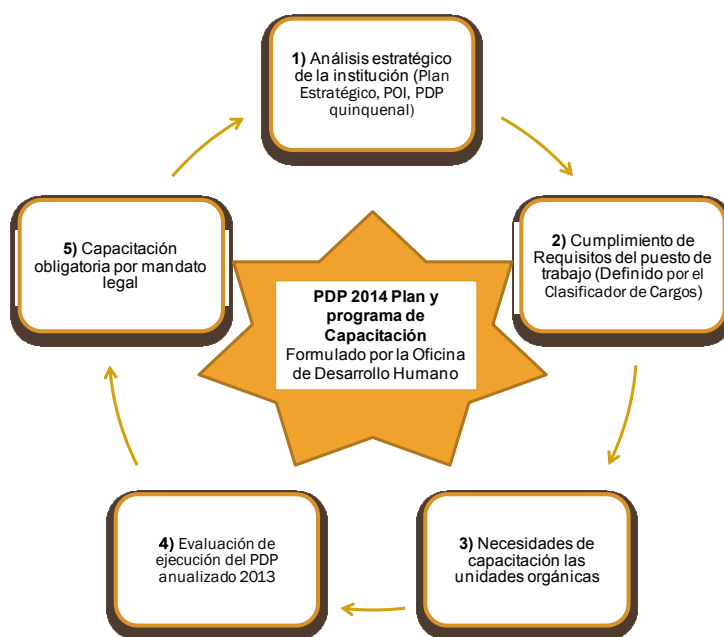 1) Análisis estratégico
de la institución (Plan
Estratégico, POI, PDP
quinquenal)
2) Cumplimiento de
Requisitos del puesto de
trabajo (Definido por el
Clasificador de Cargos)
5) Capacitación
obligatoria por mandato
legal
PDP 2014 Plan y
programa de
Capacitación
Formulado por la Oficina
de Desarrollo Humano
4) Evaluación de
ejecución del PDP
anualizado 2013
3) Necesidades de
capacitación las
unidades orgánicas